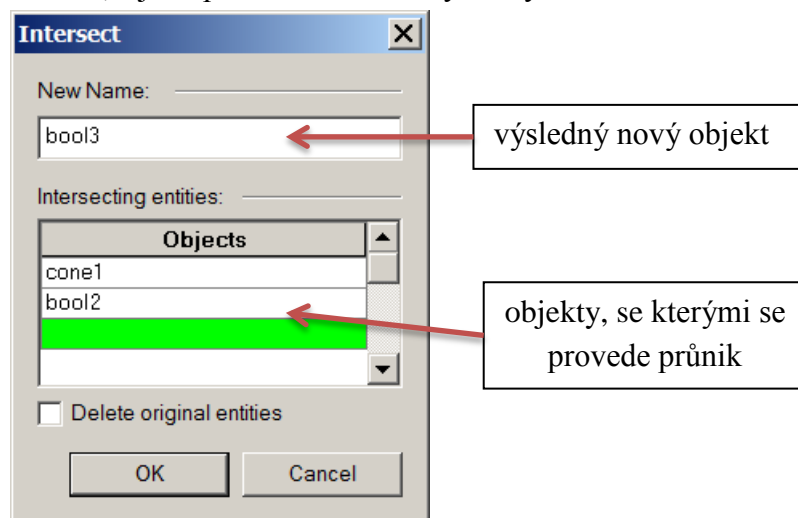 Intersect
New Name:
bool3
výsledný nový objekt
Intersecting entities:
Objects
cone1
bool2
objekty, se kterými se
provede průnik
Delete original entities
OK
Cancel